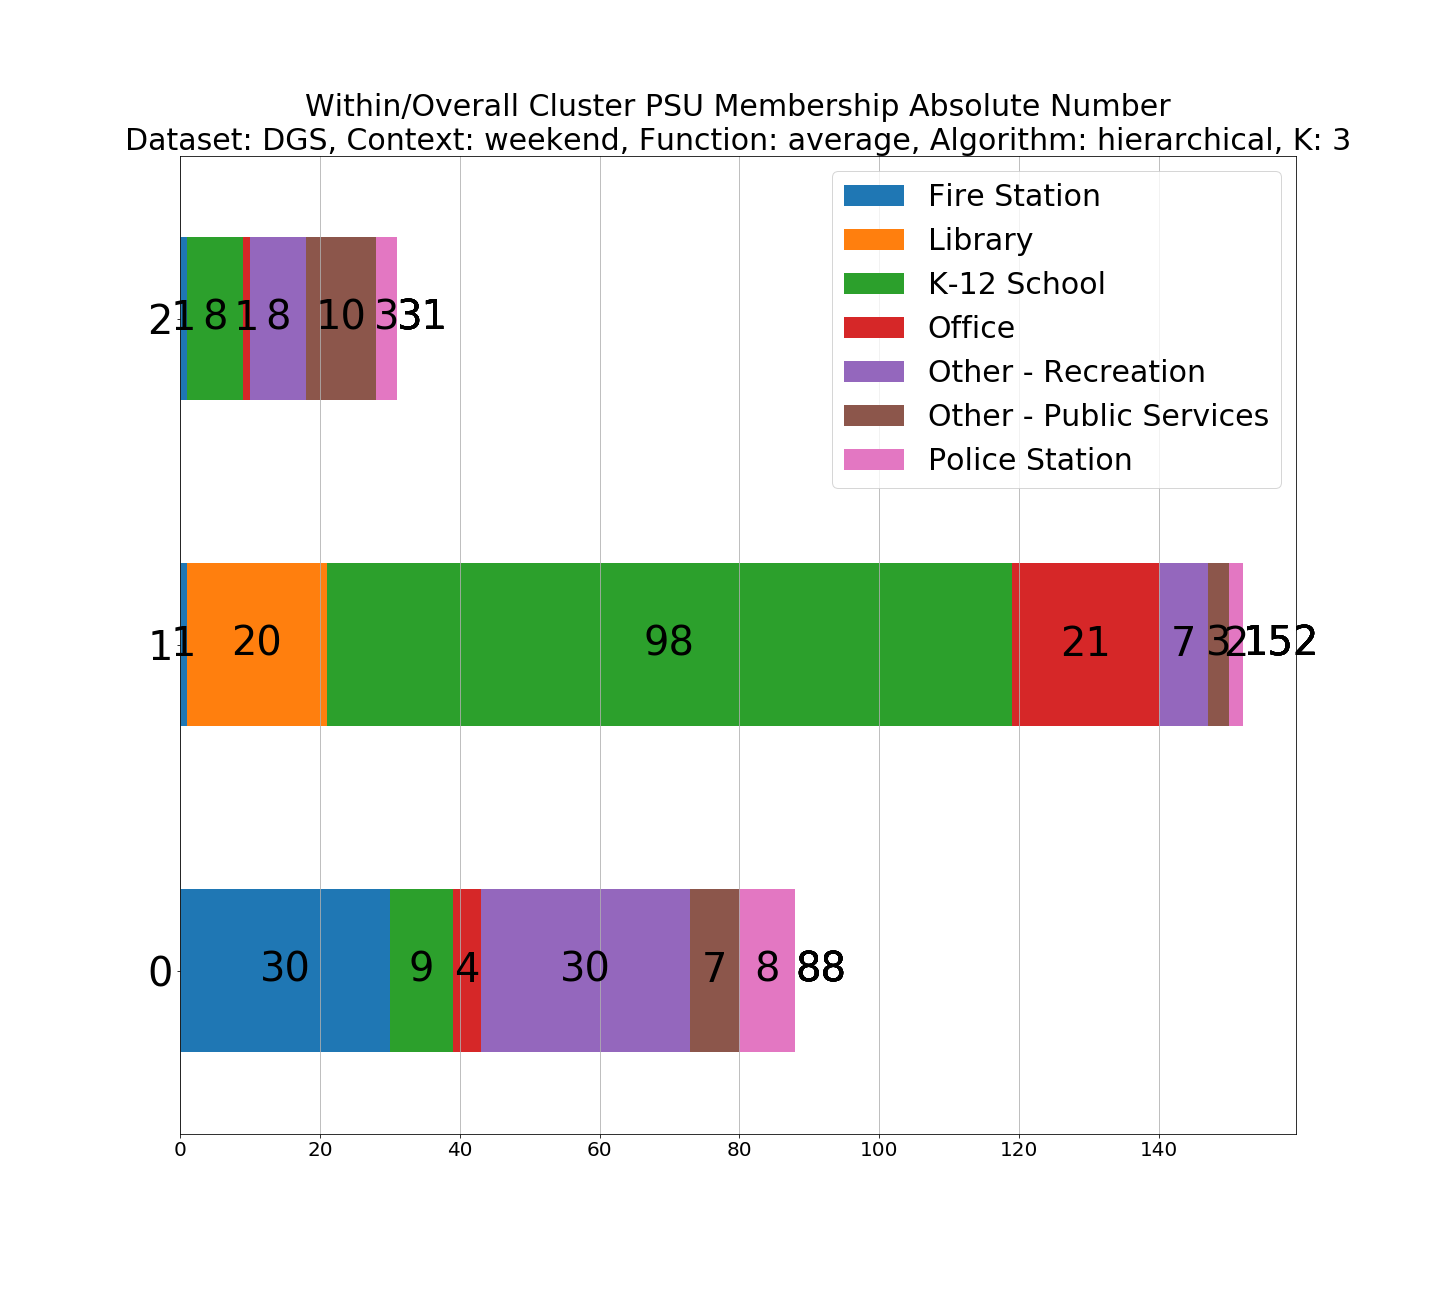 Within/Overall Cluster PSU Membership Absolute Number
Dataset: DGS, Context: weekend, Function: average, Algorithm: hierarchical, K: 3
Fire Station
Library
K-12 School
Office
Other - Recreation
Other - Public Services
Police Station
2 1 8 1 8 10 3 31
1 1 20 98 21 7 3 2 152
0 30 9 4 30 7 8 88
0 20 40 60 80 100 120 140